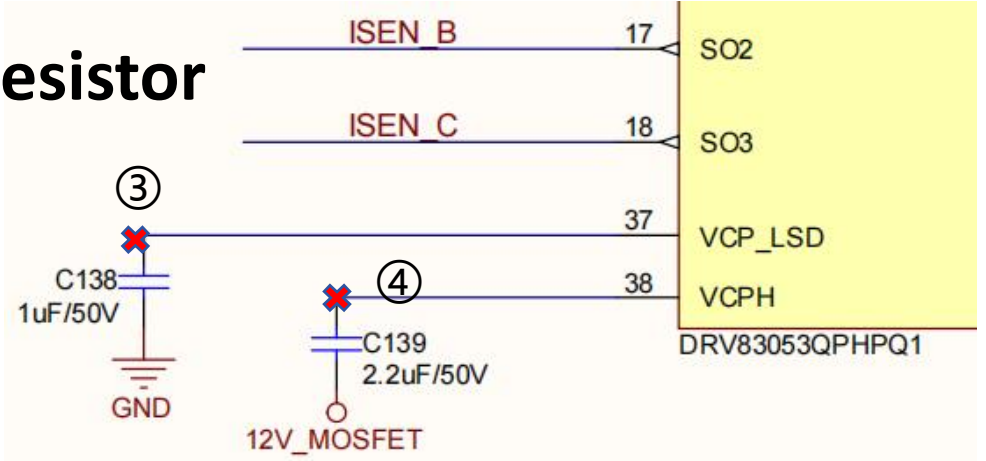 ISEN_B 17 SO2
esistor
ISEN_C 18 SO3
③
37 VCP_LSD
C138
1uF/50V
④
38 VCPH
C139
2.2uF/50V
DRV83053QPHPQ1
GND
12V_MOSFET